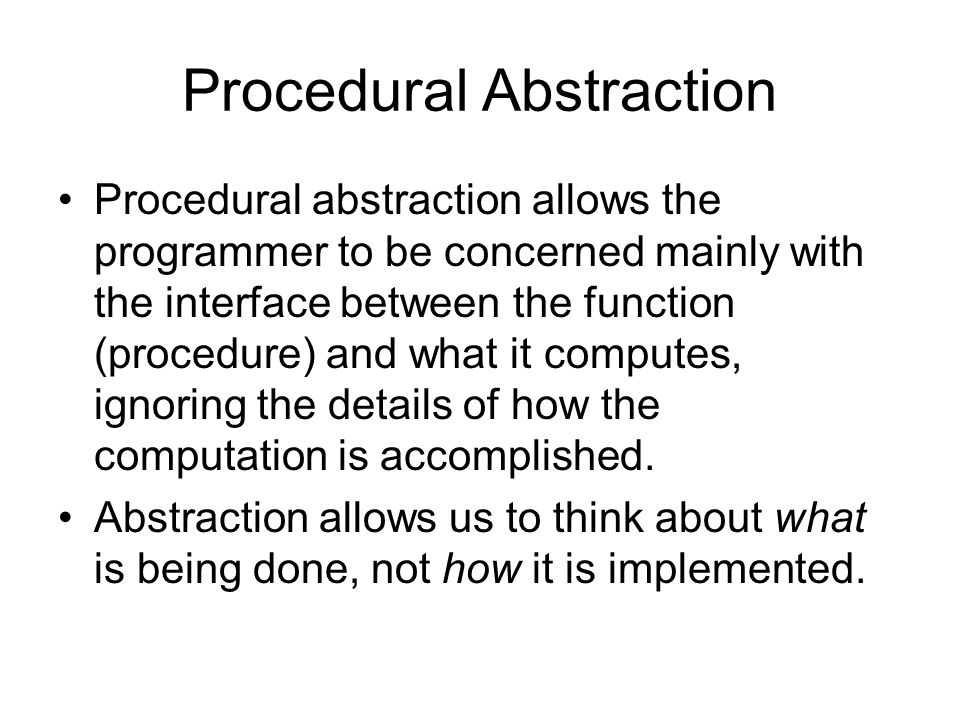 Procedural Abstraction
• Procedural abstraction allows the
programmer to be concerned mainly with
the interface between the function
(procedure) and what it computes,
ignoring the details of how the
computation is accomplished.
• Abstraction allows us to think about what
is being done, not how it is implemented.